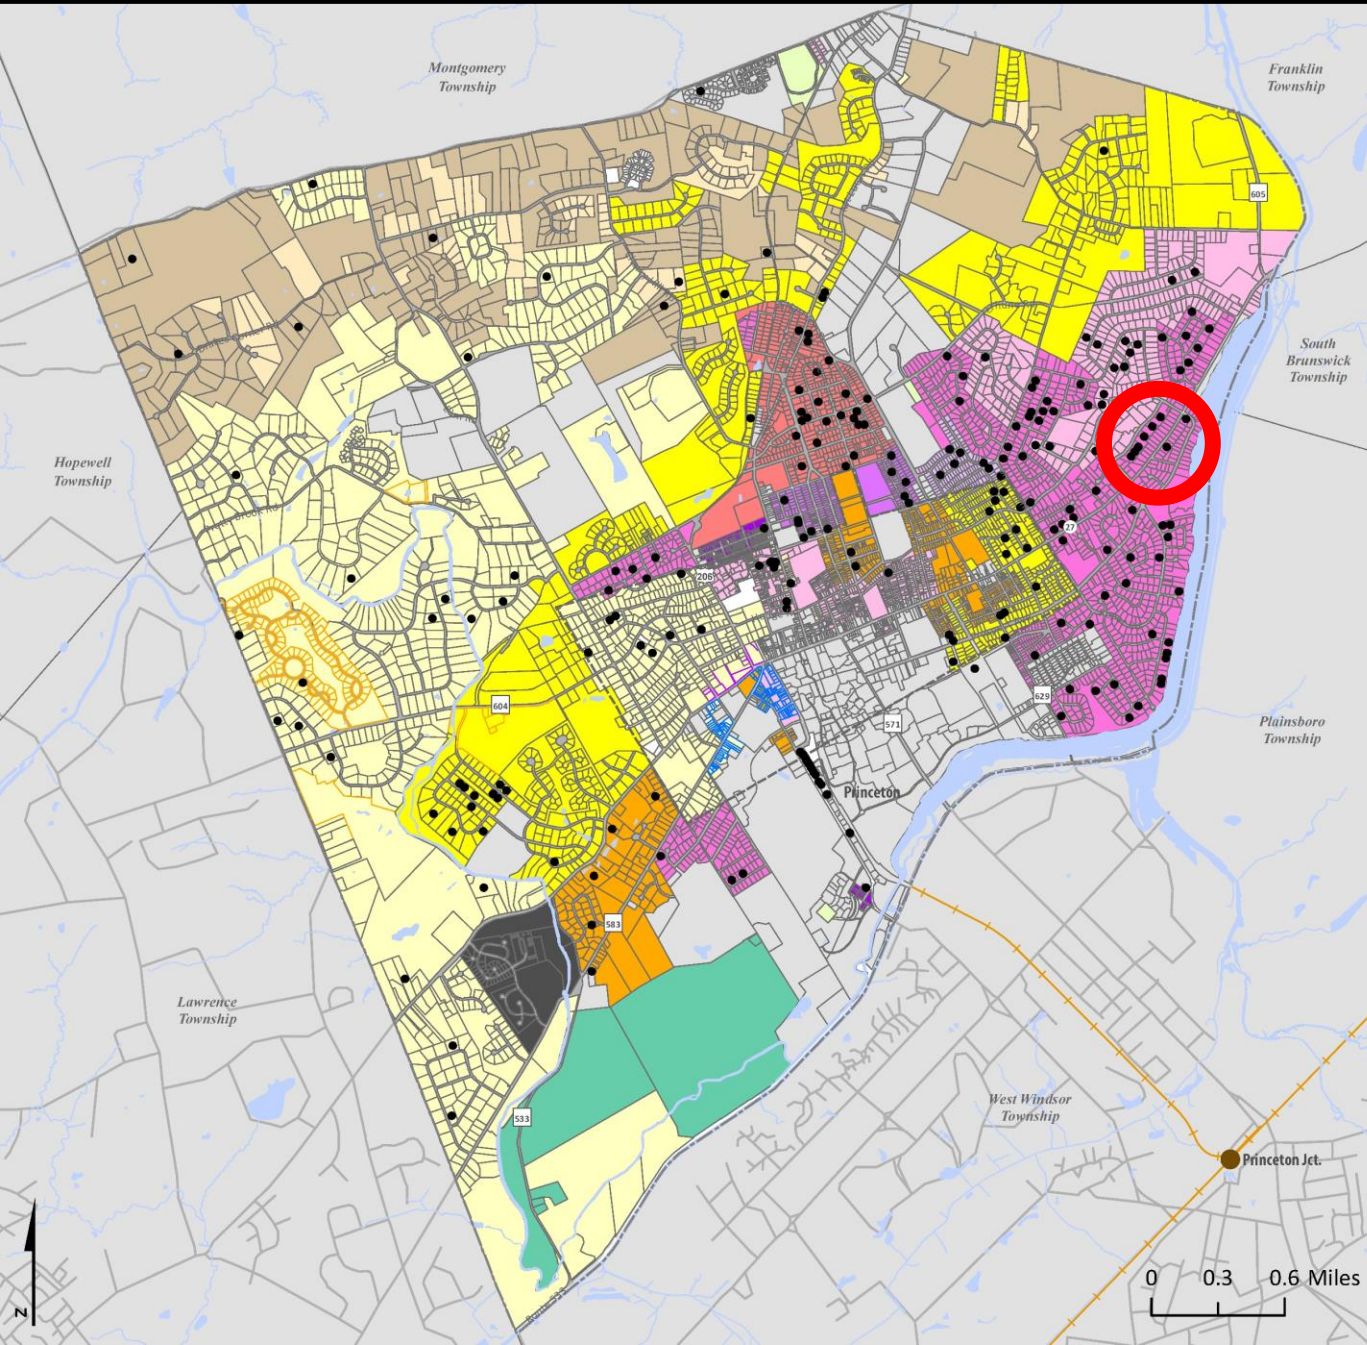 Montgomery
Township
Franklin
Township
605
South
Brunswick
Township
Hopewell
Township
27
206
604
629
571
Plainsboro
Township
Princeton
583
Lawrence
Township
West Windsor
Township
533
Princeton Jct.
0 0.3 0.6 Miles
Z